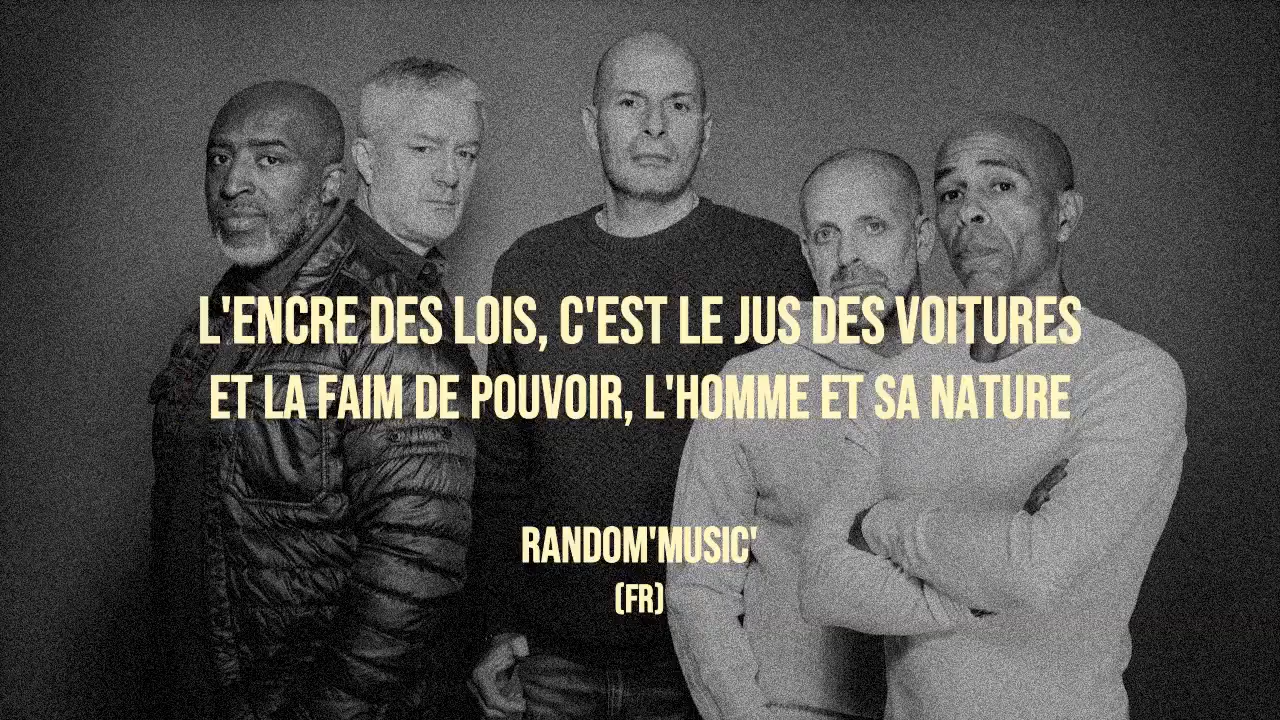 L'ENCRE DES LOIS, C'EST LE JUS DES VOITURES
ET LA FAIM DE POUVOIR, L'HOMME ET SA NATURE
RANDOM'MUSIC'
(FR)